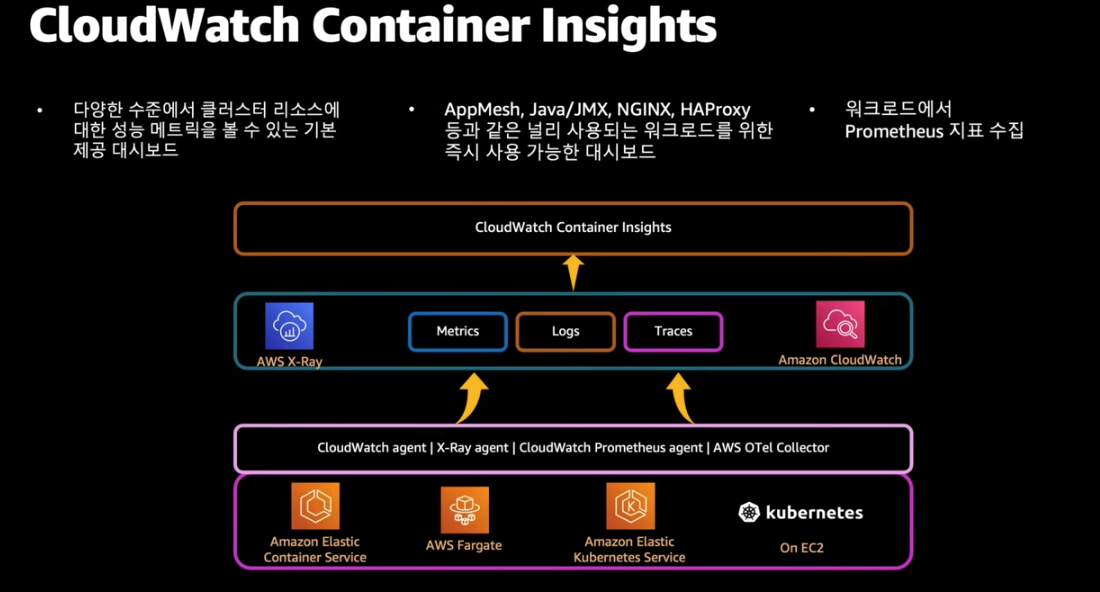 CloudWatch Container Insights
• 다양한 수준에서 클러스터 리소스에
대한 성능 메트릭을 볼 수 있는 기본
제공 대시보드
• AppMesh, Java/JMX, NGINX, HAProxy
등과 같은 널리 사용되는 워크로드를 위한
즉시 사용 가능한 대시보드
• 워크로드에서
Prometheus 지표 수집
CloudWatch Container Insights
AWS X-Ray
Metrics
Logs
Traces
Amazon CloudWatch
CloudWatch agent | X-Ray agent | CloudWatch Prometheus agent | AWS OTel Collector
Amazon Elastic
Container Service
AWS Fargate
Amazon Elastic
Kubernetes Service
kubernetes
On EC2